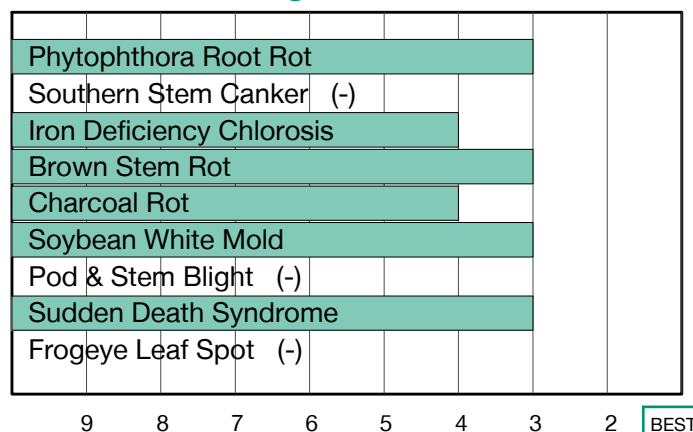 Phytophthora Root Rot
Southern Stem Canker (-)
Iron Deficiency Chlorosis
Brown Stem Rot
Charcoal Rot
Soybean White Mold
Pod & Stem Blight (-)
Sudden Death Syndrome
Frogeye Leaf Spot (-)
9 8 7 6 5 4 3 2 BEST